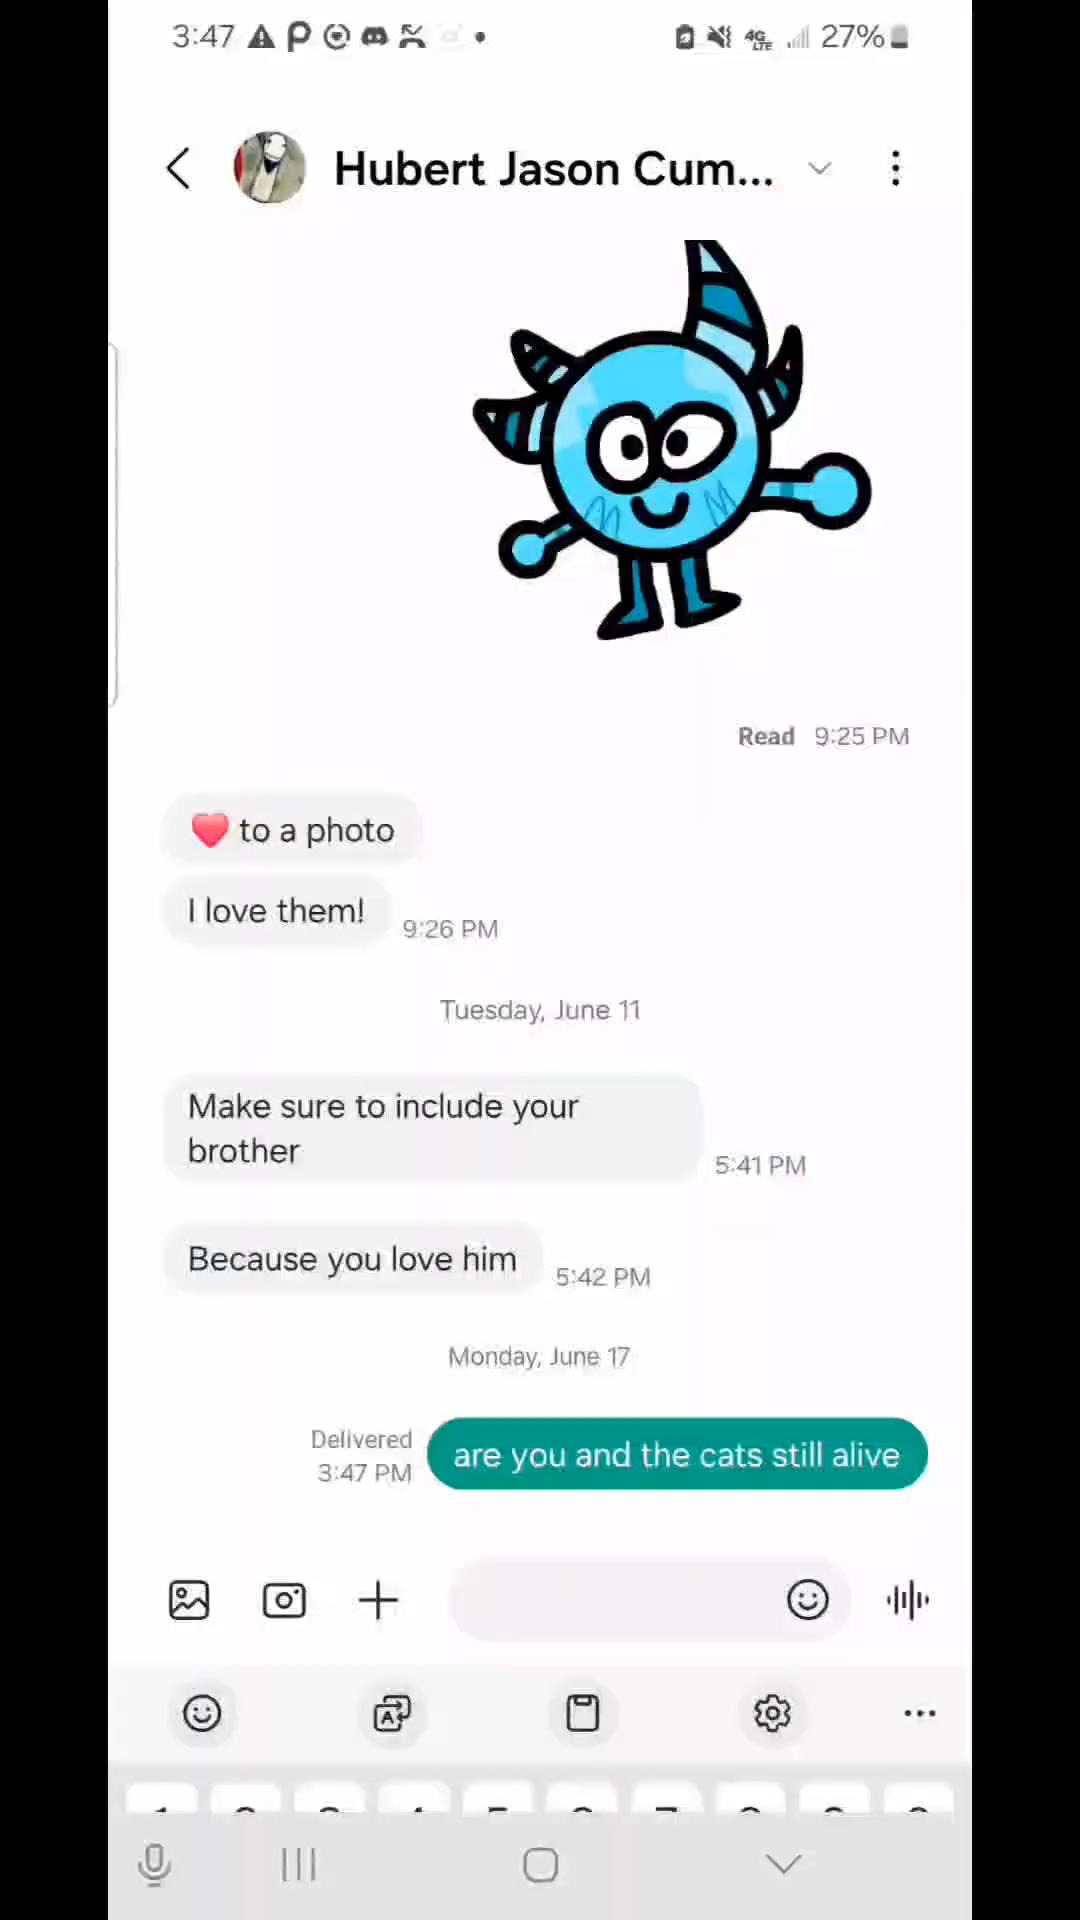 3:47
4G LTE
27%
Hubert Jason Cum...
Read 9:25 PM
❤️ to a photo
I love them!
9:26 PM
Tuesday, June 11
Make sure to include your
brother
5:41 PM
Because you love him
5:42 PM
Monday, June 17
Delivered
3:47 PM
are you and the cats still alive